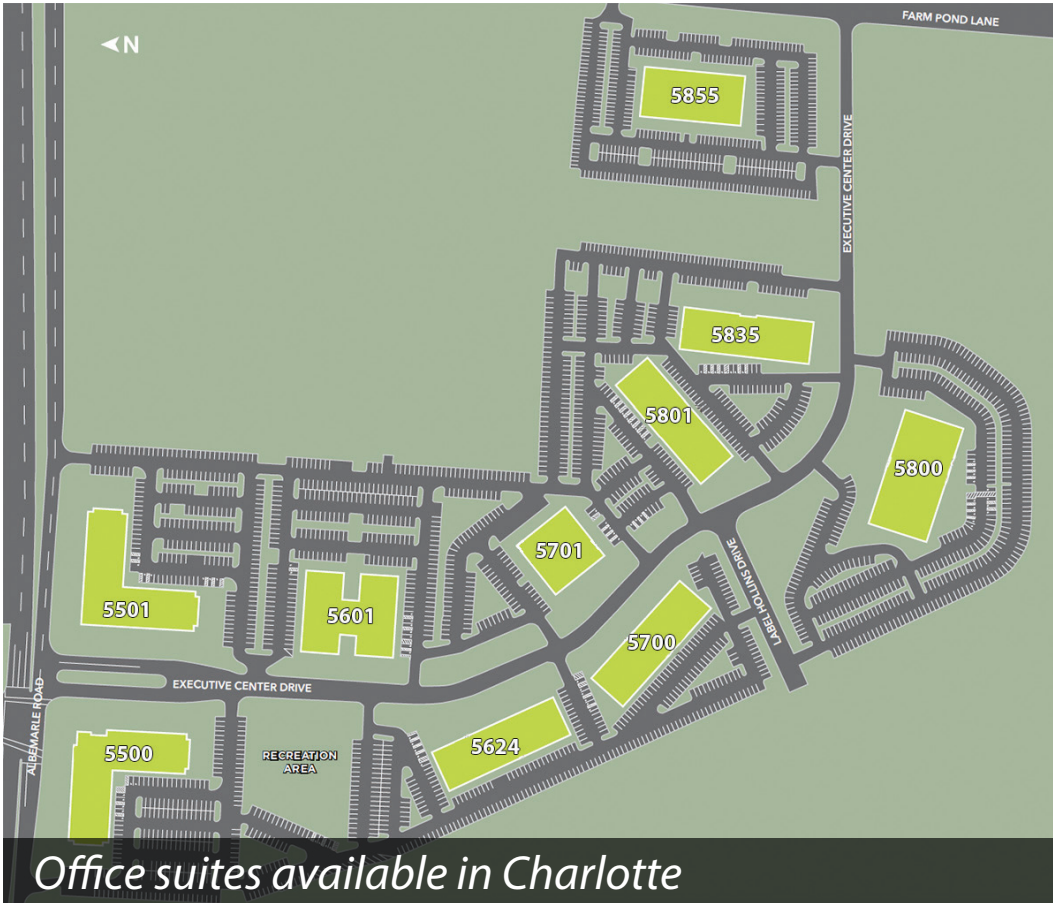 FARM POND LANE
N
5855
EXECUTIVE CENTER DRIVE
5835
5801
5800
5701
LABEL HOLLINS DRIVE
5501
5601
5700
EXECUTIVE CENTER DRIVE
ALBEMARLE ROAD
5500
RECREATION
AREA
5624
Office suites available in Charlotte